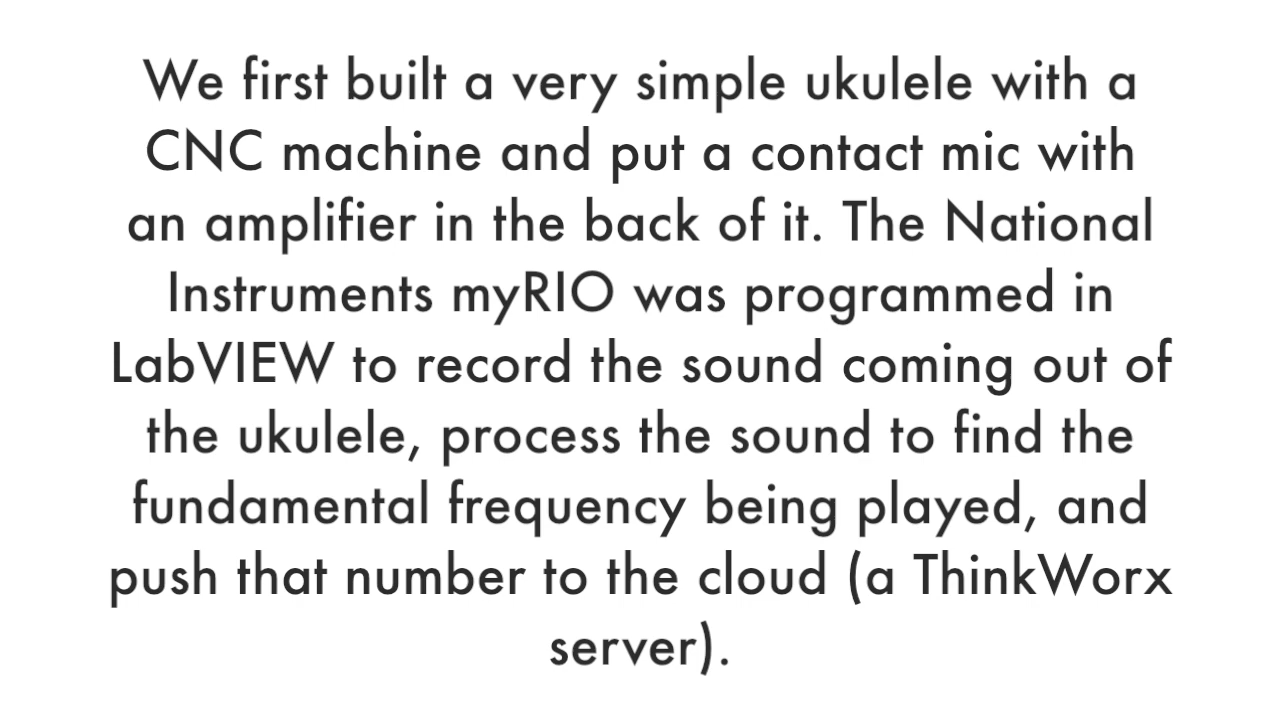 We first built a very simple ukulele with a
CNC machine and put a contact mic with
an amplifier in the back of it. The National
Instruments myRIO was programmed in
LabVIEW to record the sound coming out of
the ukulele, process the sound to find the
fundamental frequency being played, and
push that number to the cloud (a ThinkWorx
server).